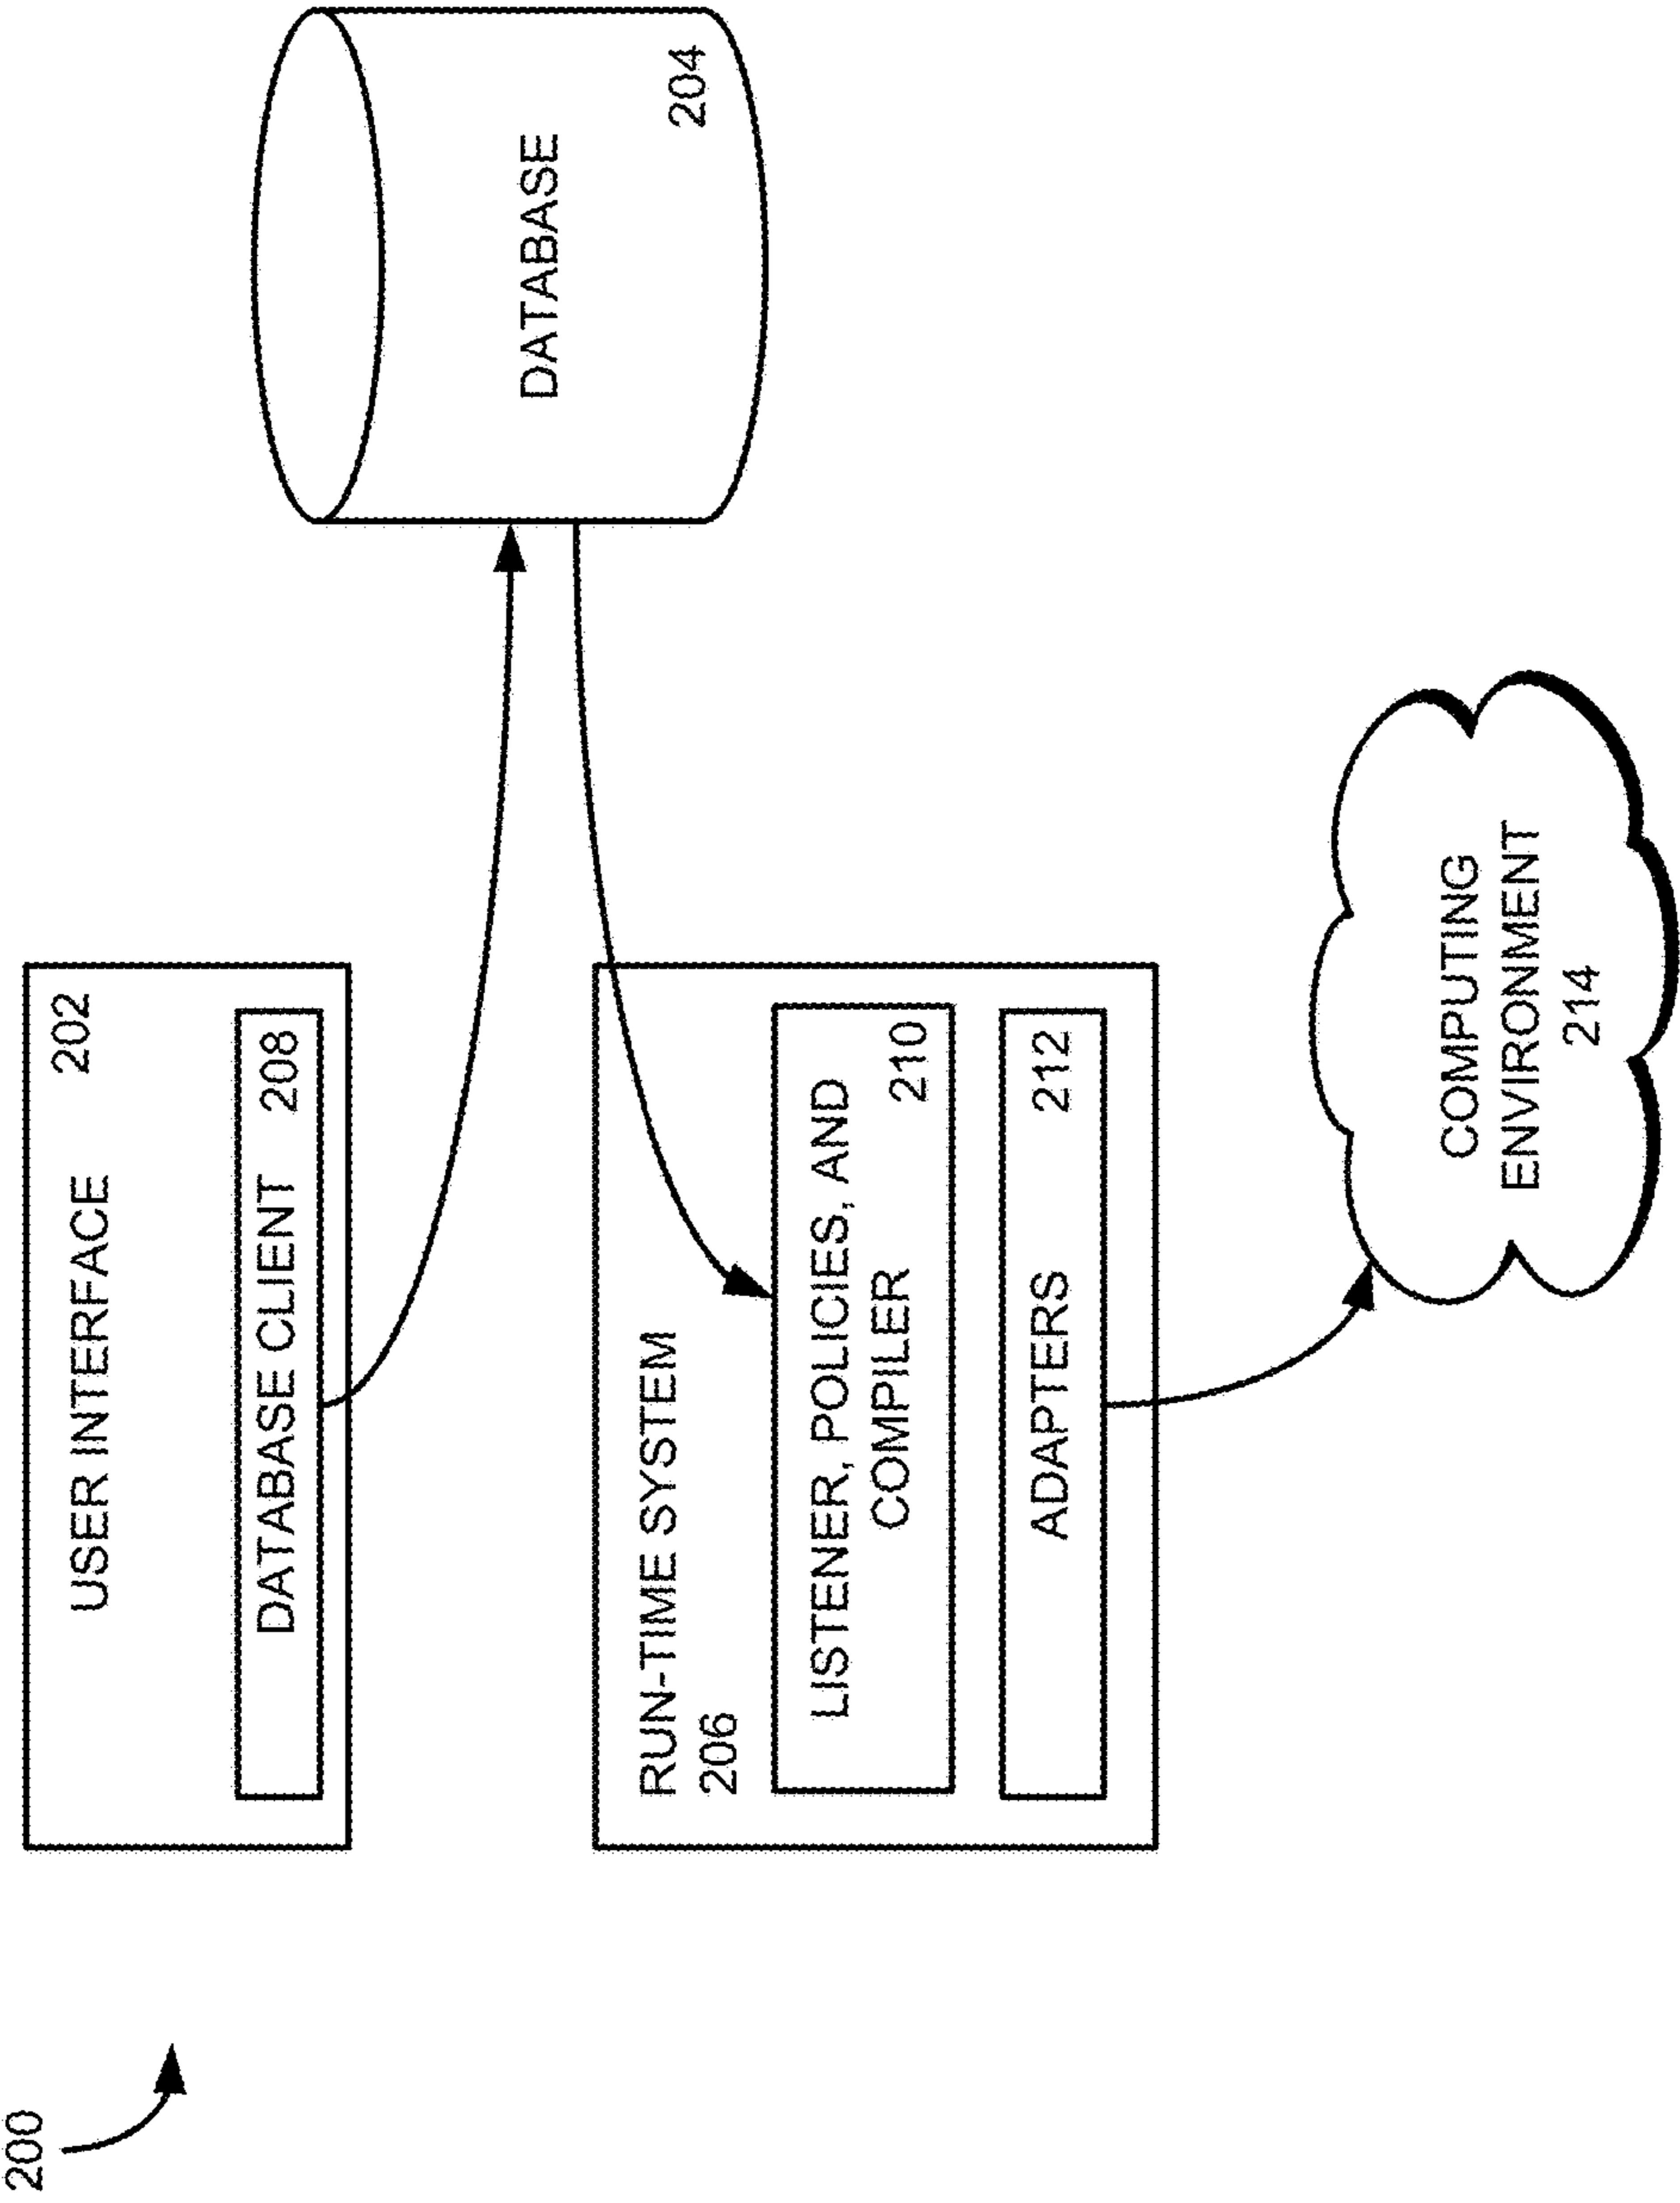 200
USER INTERFACE
202
DATABASE CLIENT 208
DATABASE
204
RUN-TIME SYSTEM
206
LISTENER, POLICIES, AND
COMPILER
210
ADAPTERS
212
COMPUTING
ENVIRONMENT
214